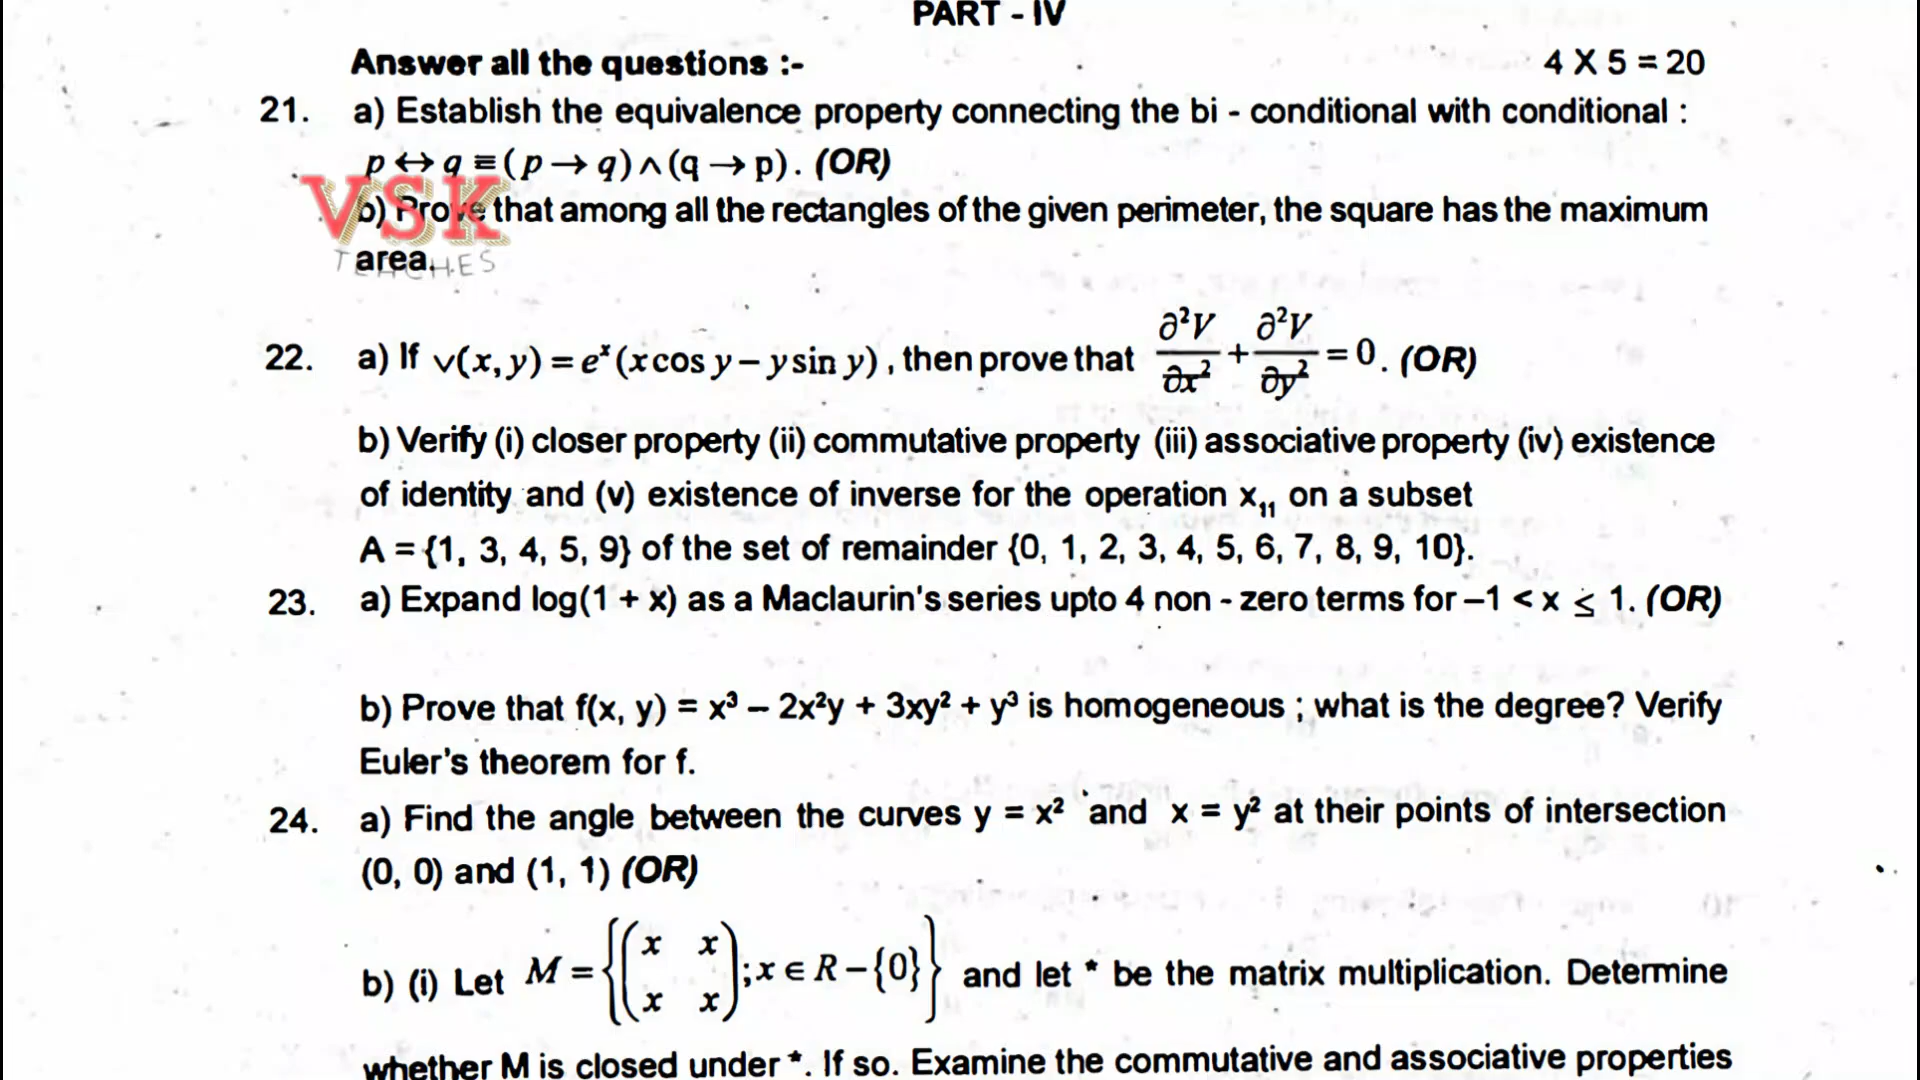 PART - IV
Answer all the questions :- 4 X 5 = 20
21. a) Establish the equivalence property connecting the bi - conditional with conditional :
p ↔ q ≡ ( p → q) ∧ (q → p) . (OR)
VSK
b) Prove that among all the rectangles of the given perimeter, the square has the maximum
TEACHES
area.
22. a) If v(x, y) = eˣ (x cos y − y sin y) , then prove that ∂²V/∂x² + ∂²V/∂y² = 0 . (OR)
b) Verify (i) closer property (ii) commutative property (iii) associative property (iv) existence
of identity and (v) existence of inverse for the operation x₁₁ on a subset
A = {1, 3, 4, 5, 9} of the set of remainder {0, 1, 2, 3, 4, 5, 6, 7, 8, 9, 10}.
23. a) Expand log(1 + x) as a Maclaurin's series upto 4 non - zero terms for –1 < x ≤ 1. (OR)
b) Prove that f(x, y) = x³ – 2x²y + 3xy² + y³ is homogeneous ; what is the degree? Verify
Euler's theorem for f.
24. a) Find the angle between the curves y = x² and x = y² at their points of intersection
(0, 0) and (1, 1) (OR)
b) (i) Let M = {(x x; x x); x ∈ R − {0}} and let * be the matrix multiplication. Determine
whether M is closed under *. If so. Examine the commutative and associative properties